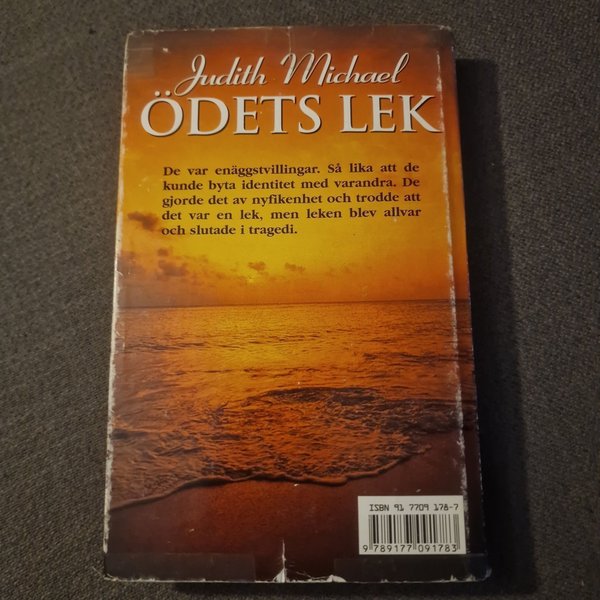 Judith Michael
ÖDETS LEK
De var enäggstvillingar. Så lika att de
kunde byta identitet med varandra. De
gjorde det av nyfikenhet och trodde att
det var en lek, men leken blev allvar
och slutade i tragedi.
ISBN 91 7709 178-7
9 789177 091783